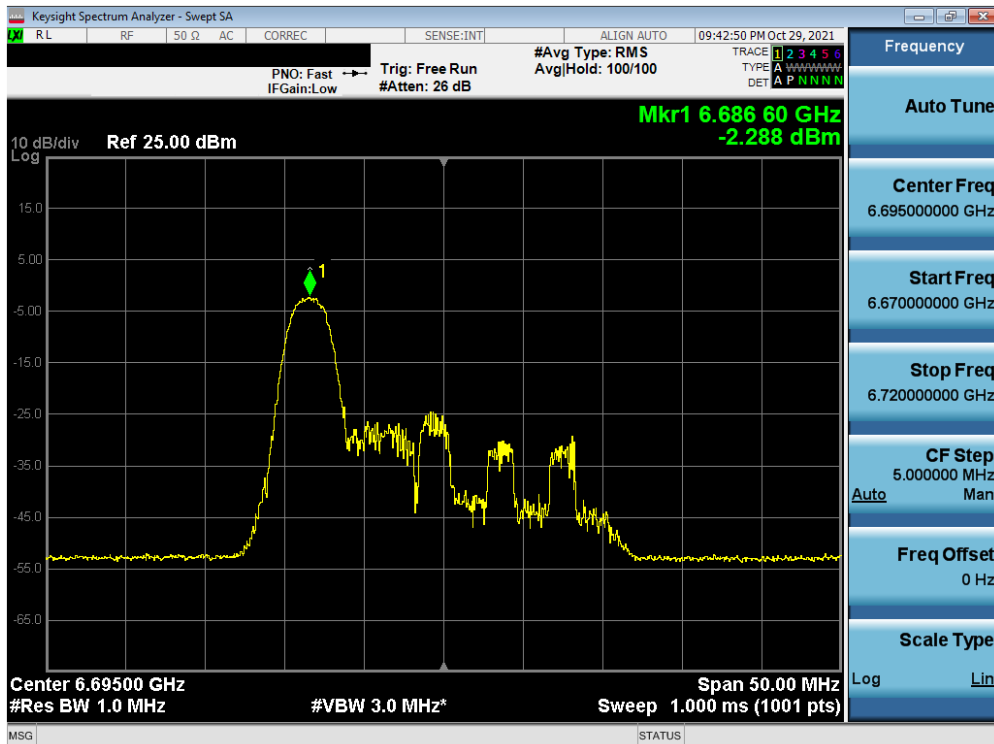 Keysight Spectrum Analyzer - Swept SA
LXI RL RF 50 Ω AC CORREC SENSE:INT ALIGN AUTO 09:42:50 PM Oct 29, 2021
PNO: Fast
IFGain:Low
Trig: Free Run
#Atten: 26 dB
#Avg Type: RMS
Avg|Hold: 100/100
TRACE 1 2 3 4 5 6
TYPE A WWWWW
DET A P N N N N
Mkr1 6.686 60 GHz
-2.288 dBm
10 dB/div Ref 25.00 dBm
Log
15.0
5.00
-5.00
-15.0
-25.0
-35.0
-45.0
-55.0
-65.0
1
Center 6.69500 GHz Span 50.00 MHz
#Res BW 1.0 MHz #VBW 3.0 MHz* Sweep 1.000 ms (1001 pts)
MSG STATUS
Frequency
Auto Tune
Center Freq
6.695000000 GHz
Start Freq
6.670000000 GHz
Stop Freq
6.720000000 GHz
CF Step
5.000000 MHz
Auto Man
Freq Offset
0 Hz
Scale Type
Log Lin